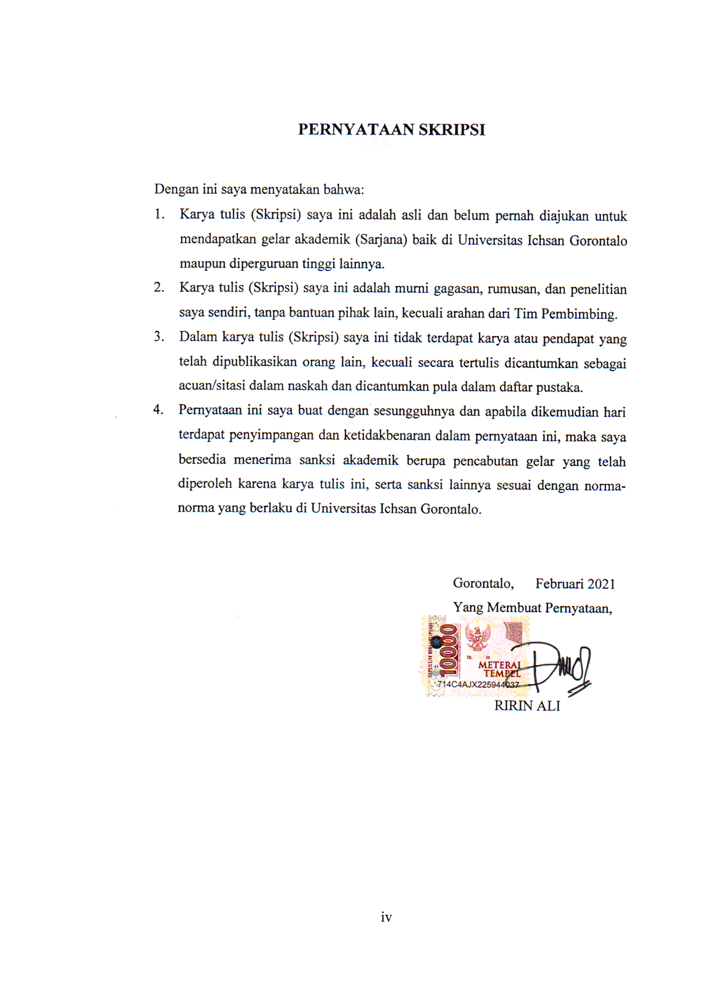 PERNYATAAN SKRIPSI
Dengan ini saya menyatakan bahwa:
1. Karya tulis (Skripsi) saya ini adalah asli dan belum pernah diajukan untuk
mendapatkan gelar akademik (Sarjana) baik di Universitas Ichsan Gorontalo
maupun diperguruan tinggi lainnya.
2. Karya tulis (Skripsi) saya ini adalah murni gagasan, rumusan, dan penelitian
saya sendiri, tanpa bantuan pihak lain, kecuali arahan dari Tim Pembimbing.
3. Dalam karya tulis (Skripsi) saya ini tidak terdapat karya atau pendapat yang
telah dipublikasikan orang lain, kecuali secara tertulis dicantumkan sebagai
acuan/sitasi dalam naskah dan dicantumkan pula dalam daftar pustaka.
4. Pernyataan ini saya buat dengan sesungguhnya dan apabila dikemudian hari
terdapat penyimpangan dan ketidakbenaran dalam pernyataan ini, maka saya
bersedia menerima sanksi akademik berupa pencabutan gelar yang telah
diperoleh karena karya tulis ini, serta sanksi lainnya sesuai dengan norma-
norma yang berlaku di Universitas Ichsan Gorontalo.
Gorontalo, Februari 2021
Yang Membuat Pernyataan,
SEPULUH RIBU RUPIAH
10000
TGL. 20
METERAI
TEMPEL
714C4AJX225944037
RIRIN ALI
iv